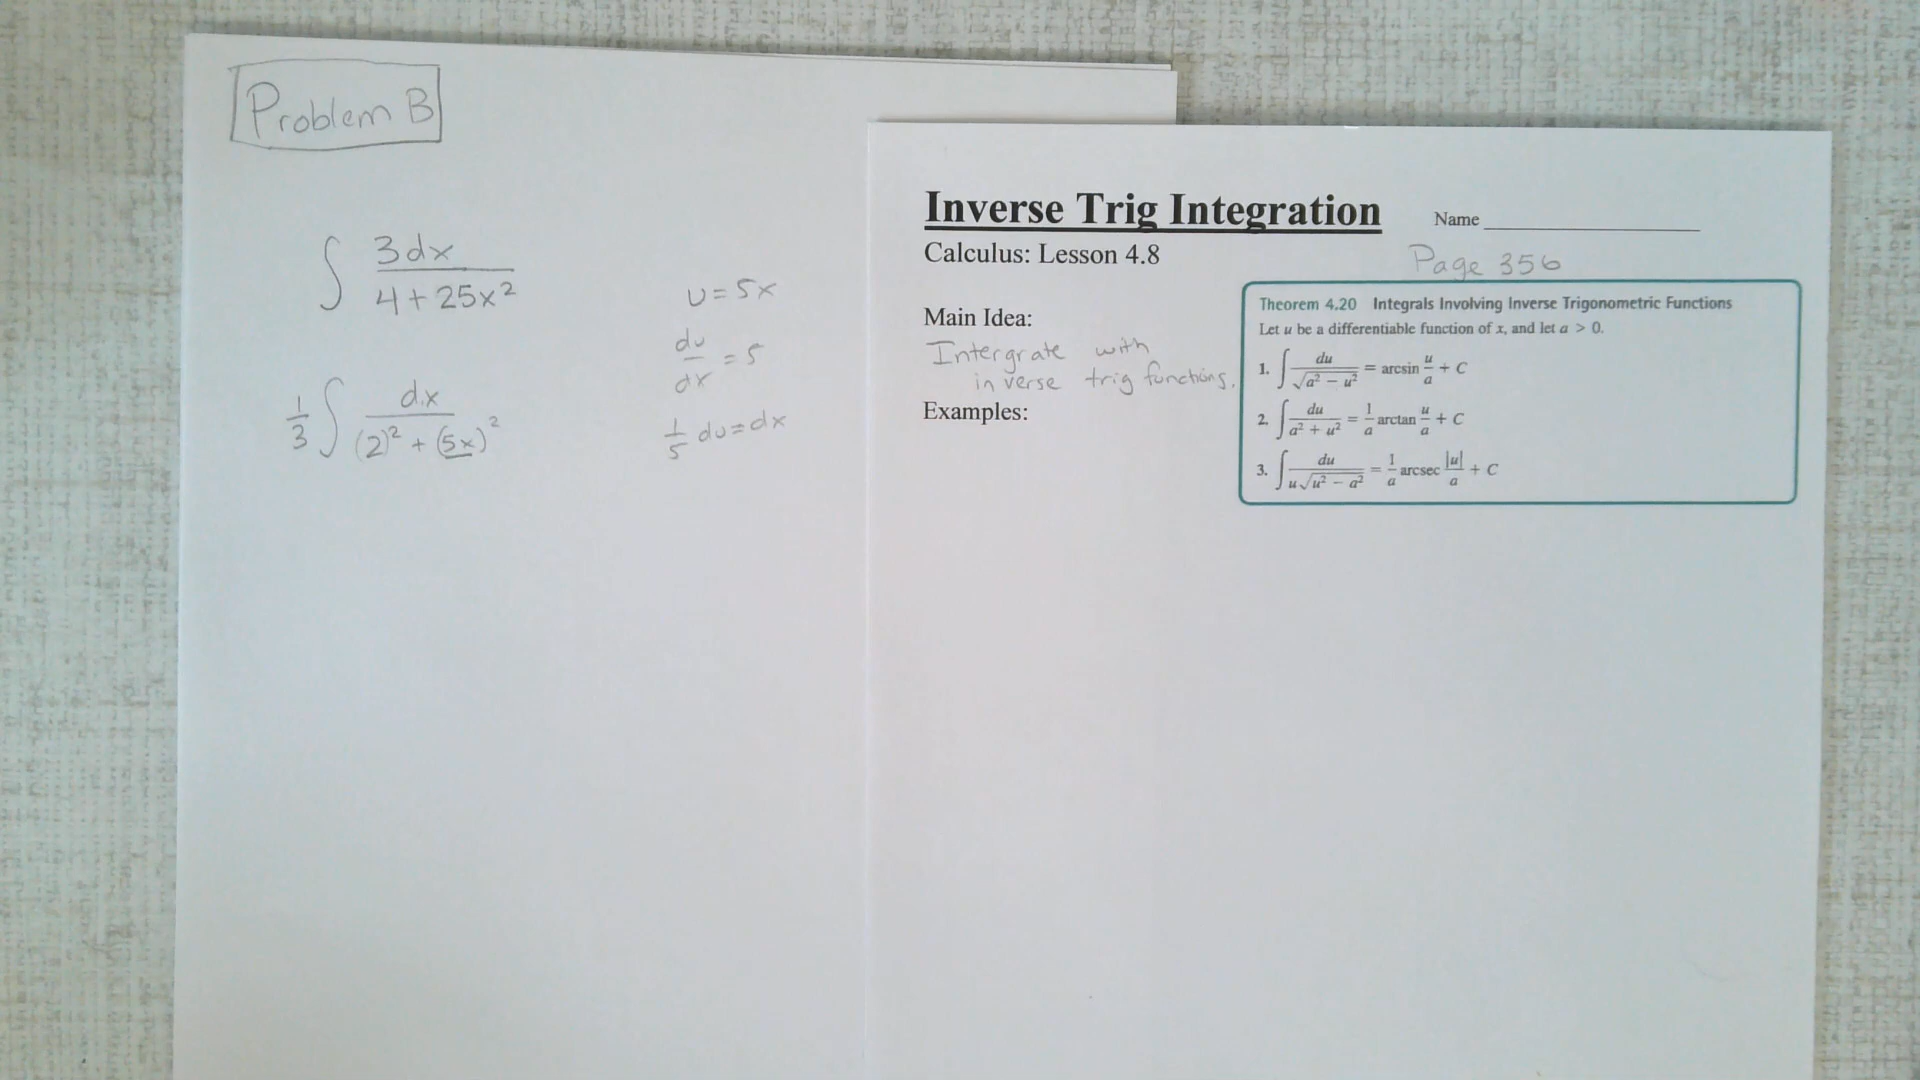 Problem B
∫ 3dx / 4 + 25x²
u = 5x
du/dx = 5
1/3 ∫ dx / (2)² + (5x)²
1/5 du = dx
Inverse Trig Integration
Name
Calculus: Lesson 4.8
Page 356
Main Idea:
Intergrate with
inverse trig functions.
Examples:
Theorem 4.20 Integrals Involving Inverse Trigonometric Functions
Let u be a differentiable function of x, and let a > 0.
1. ∫ du / √(a² − u²) = arcsin u/a + C
2. ∫ du / a² + u² = 1/a arctan u/a + C
3. ∫ du / u√(u² − a²) = 1/a arcsec |u|/a + C